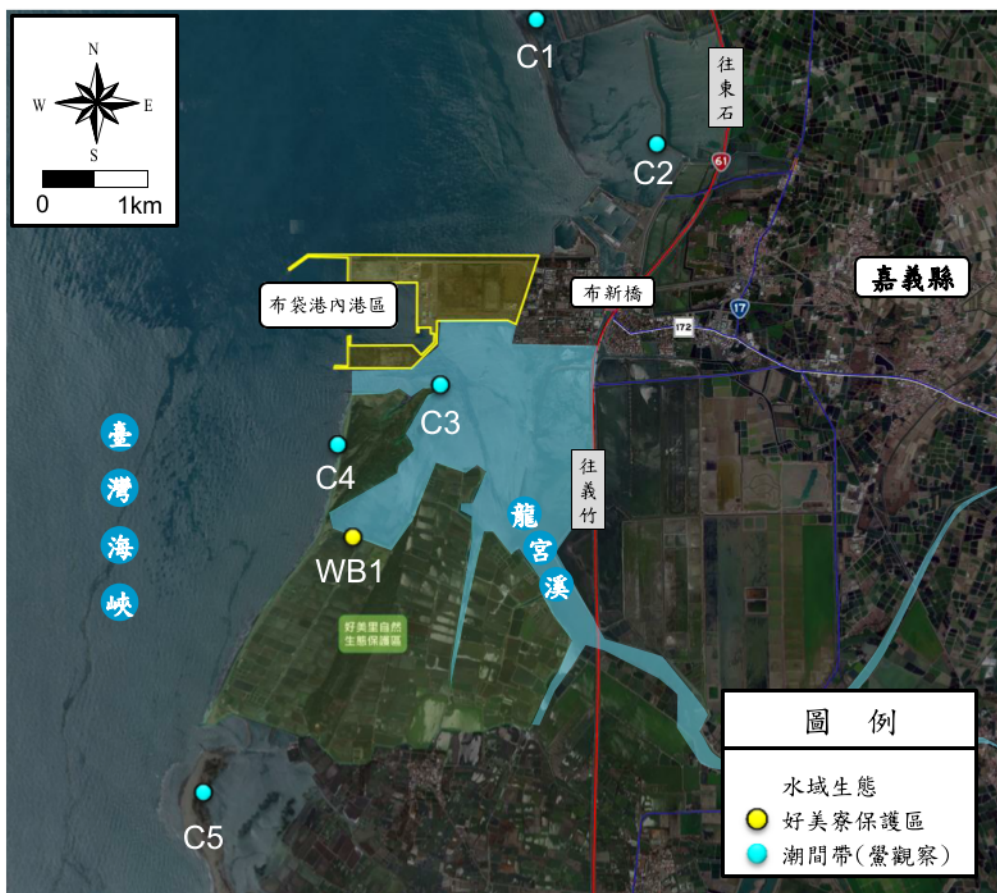 N
W E
S
0 1km
C1
往東石
C2
61
嘉義縣
布袋港內港區
布新橋
17
172
C3
臺灣海峽
C4
往義竹
龍宮溪
WB1
好美里自然
生態保護區
C5
圖 例
水域生態
好美寮保護區
潮間帶(鱟觀察)